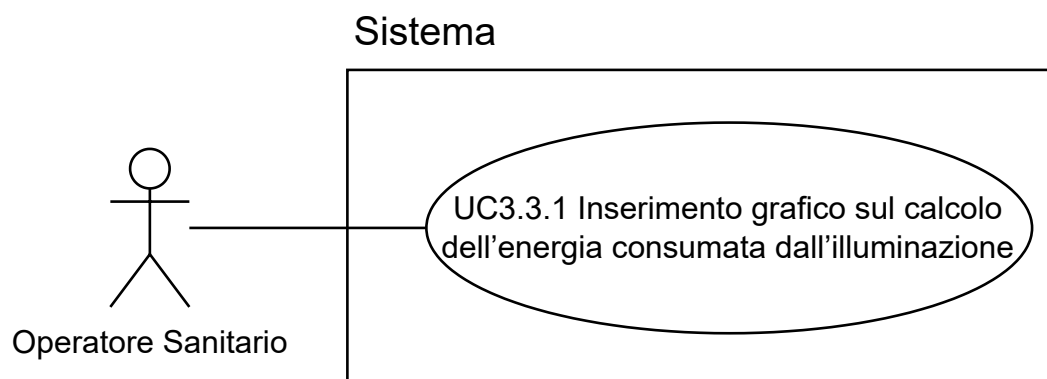 Sistema
UC3.3.1 Inserimento grafico sul calcolo
dell'energia consumata dall'illuminazione
Operatore Sanitario